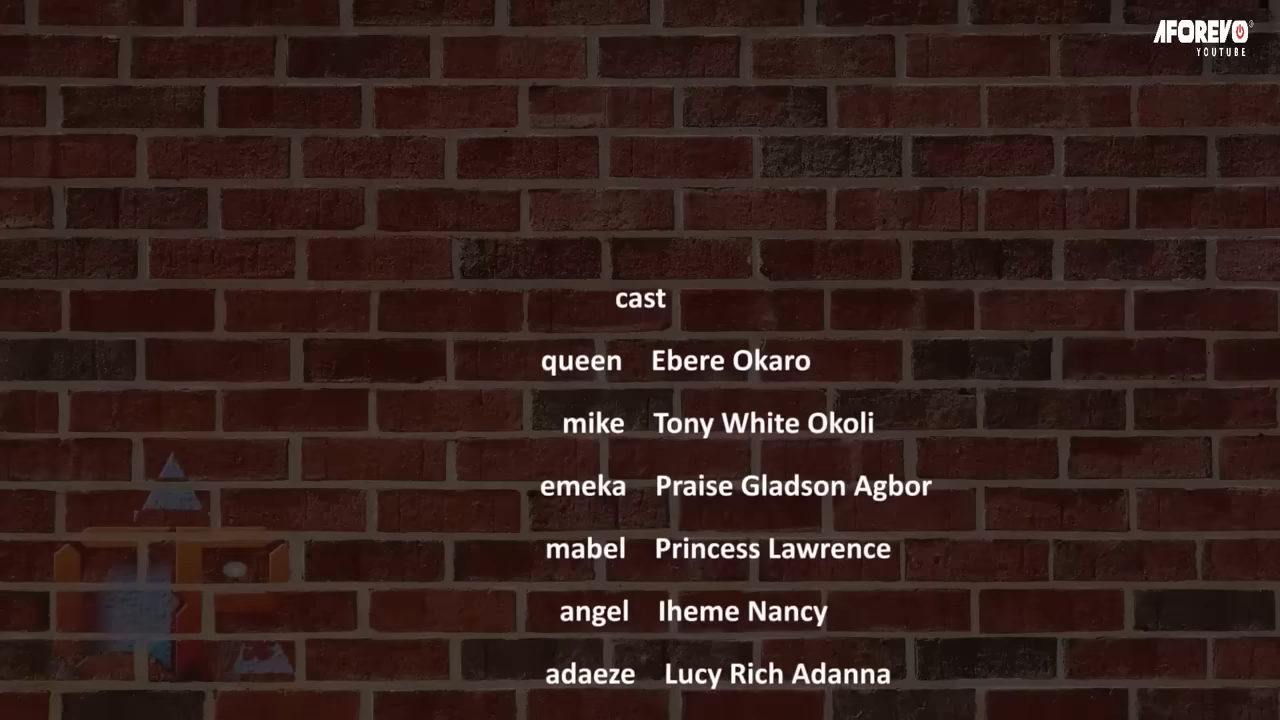 AFOREVO
YOUTUBE
cast
queen Ebere Okaro
mike Tony White Okoli
emeka Praise Gladson Agbor
mabel Princess Lawrence
angel Iheme Nancy
adaeze Lucy Rich Adanna